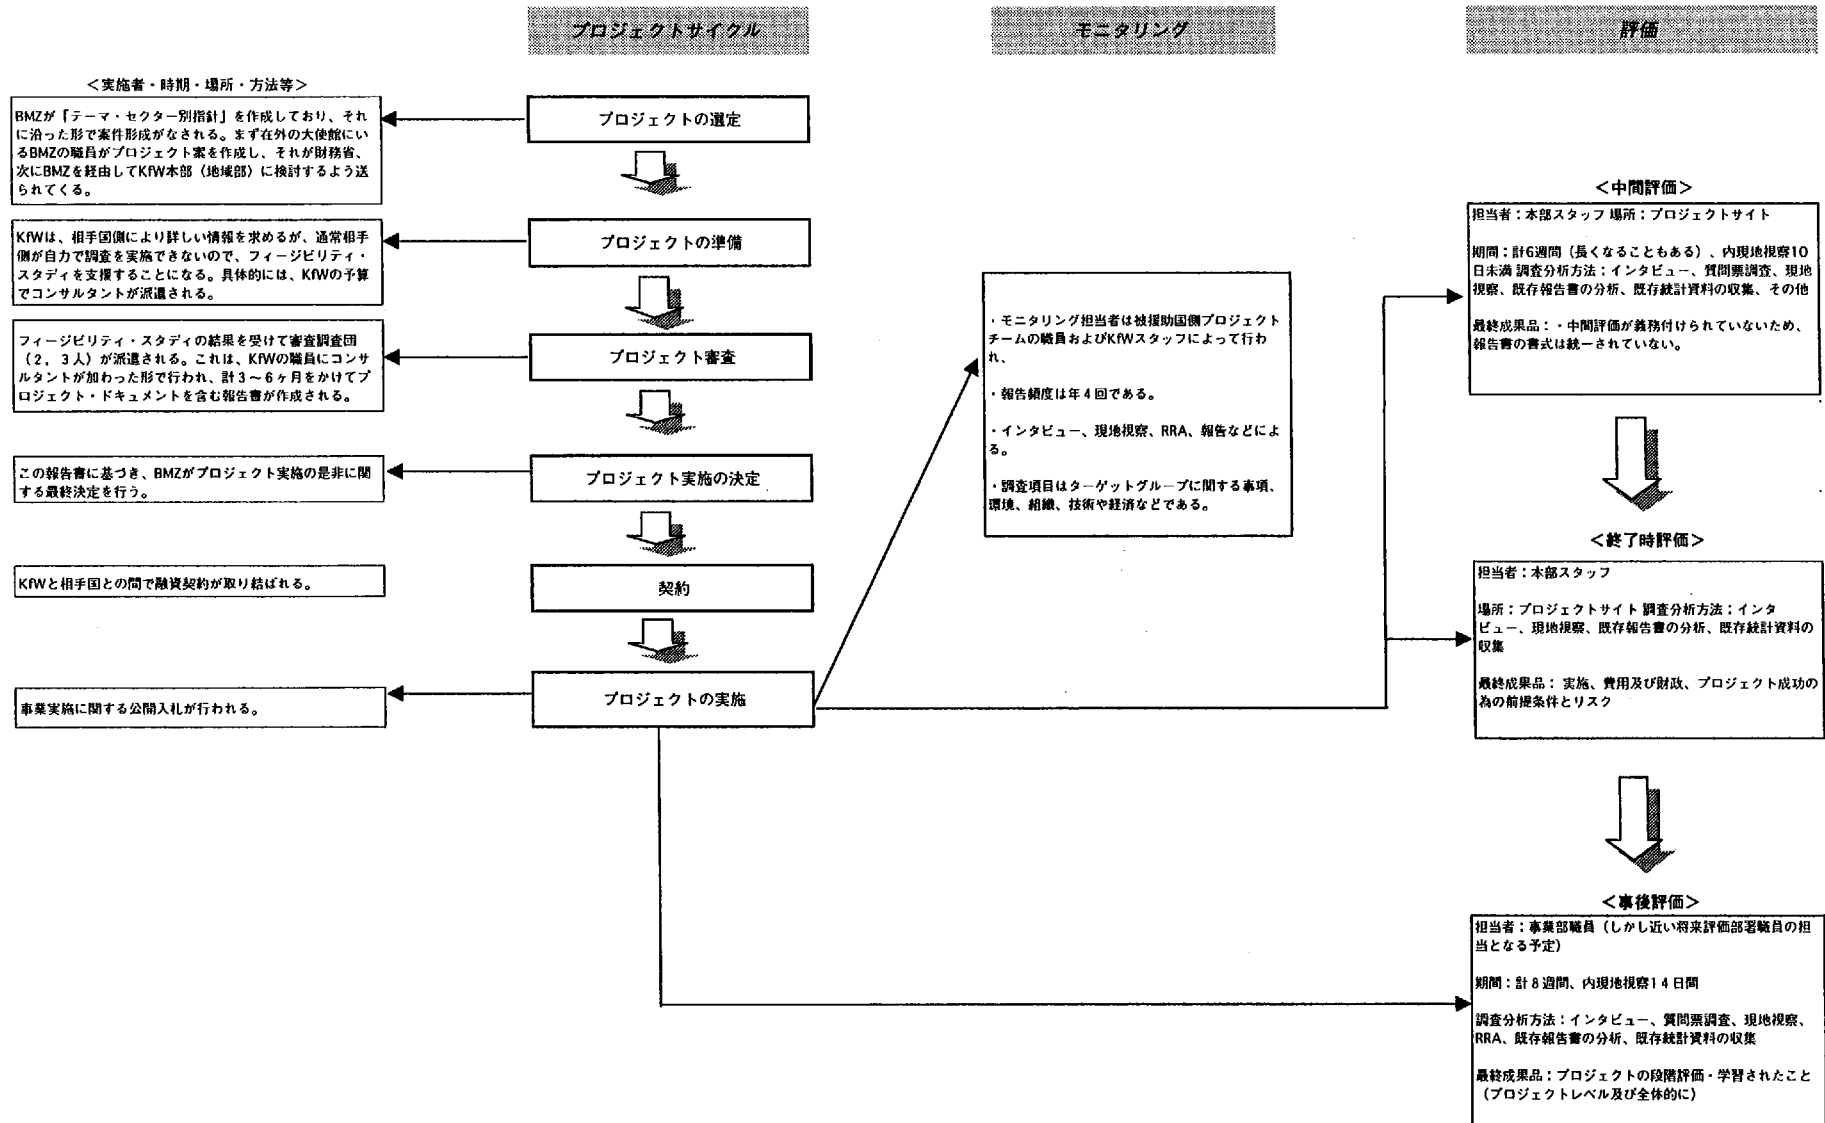 プロジェクトサイクル
モニタリング
評価
＜実施者・時期・場所・方法等＞
BMZが『テーマ・セクター別指針』を作成しており、それ
に沿った形で案件形成がなされる。まず在外の大使館にい
るBMZの職員がプロジェクト案を作成し、それが財務省、
次にBMZを経由してKfW本部（地域部）に検討するよう送
られてくる。
プロジェクトの選定
KfWは、相手国側により詳しい情報を求めるが、通常相手
側が自力で調査を実施できないので、フィージビリティ・
スタディを支援することになる。具体的には、KfWの予算
でコンサルタントが派遣される。
プロジェクトの準備
フィージビリティ・スタディの結果を受けて審査調査団
（２，３人）が派遣される。これは、KfWの職員にコンサ
ルタントが加わった形で行われ、計３～６ヶ月をかけてプ
ロジェクト・ドキュメントを含む報告書が作成される。
プロジェクト審査
この報告書に基づき、BMZがプロジェクト実施の是非に関
する最終決定を行う。
プロジェクト実施の決定
KfWと相手国との間で融資契約が取り結ばれる。
契約
事業実施に関する公開入札が行われる。
プロジェクトの実施
・モニタリング担当者は被援助国側プロジェクト
チームの職員およびKfWスタッフによって行わ
れ、
・報告頻度は年４回である。
・インタビュー、現地視察、RRA、報告などによ
る。
・調査項目はターゲットグループに関する事項、
環境、組織、技術や経済などである。
＜中間評価＞
担当者：本部スタッフ 場所：プロジェクトサイト
期間：計6週間（長くなることもある）、内現地視察10
日未満 調査分析方法：インタビュー、質問票調査、現地
視察、既存報告書の分析、既存統計資料の収集、その他
最終成果品：・中間評価が義務付けられていないため、
報告書の書式は統一されていない。
＜終了時評価＞
担当者：本部スタッフ
場所：プロジェクトサイト 調査分析方法：インタ
ビュー、現地視察、既存報告書の分析、既存統計資料の
収集
最終成果品： 実施、費用及び財政、プロジェクト成功の
為の前提条件とリスク
＜事後評価＞
担当者：事業部職員（しかし近い将来評価部署職員の担
当となる予定）
期間：計８週間、内現地視察１４日間
調査分析方法：インタビュー、質問票調査、現地視察、
RRA、既存報告書の分析、既存統計資料の収集
最終成果品：プロジェクトの段階評価・学習されたこと
（プロジェクトレベル及び全体的に）